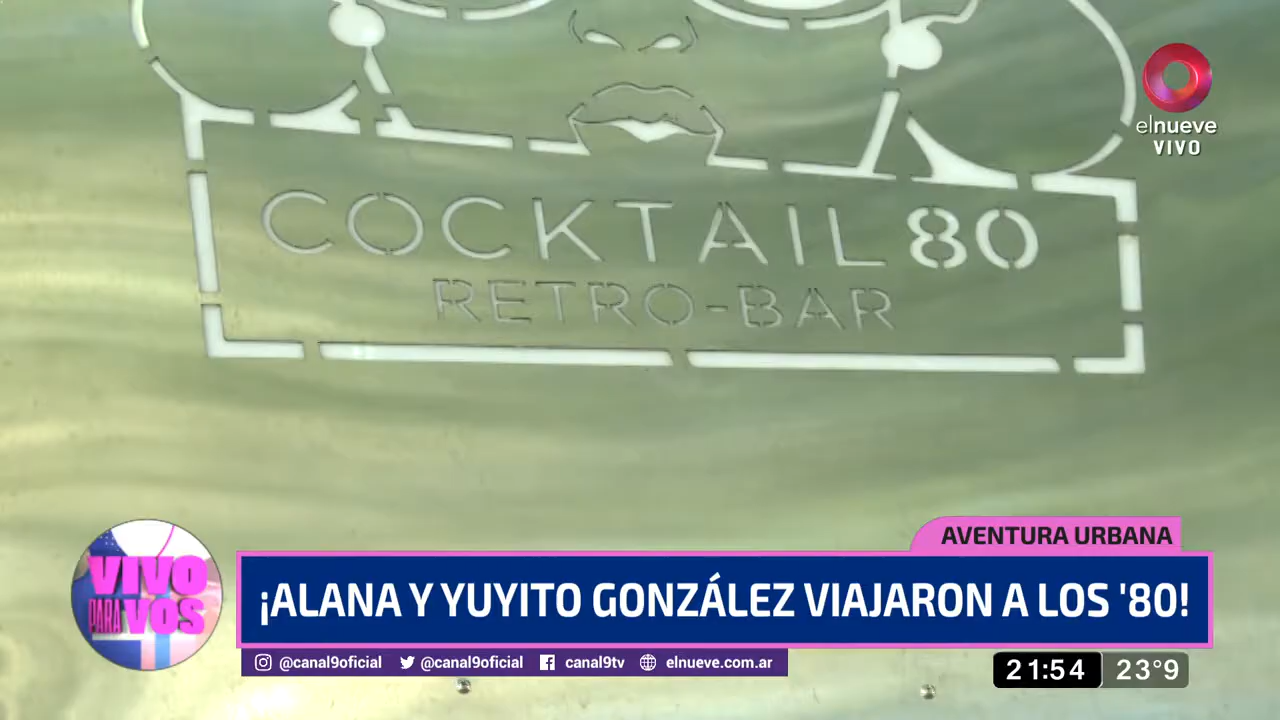 elnueve
VIVO
COCKTAIL 80
RETRO-BAR
AVENTURA URBANA
VIVO
PARA
VOS
¡ALANA Y YUYITO GONZÁLEZ VIAJARON A LOS '80!
@canal9oficial @canal9oficial canal9tv elnueve.com.ar
21:54 23°9